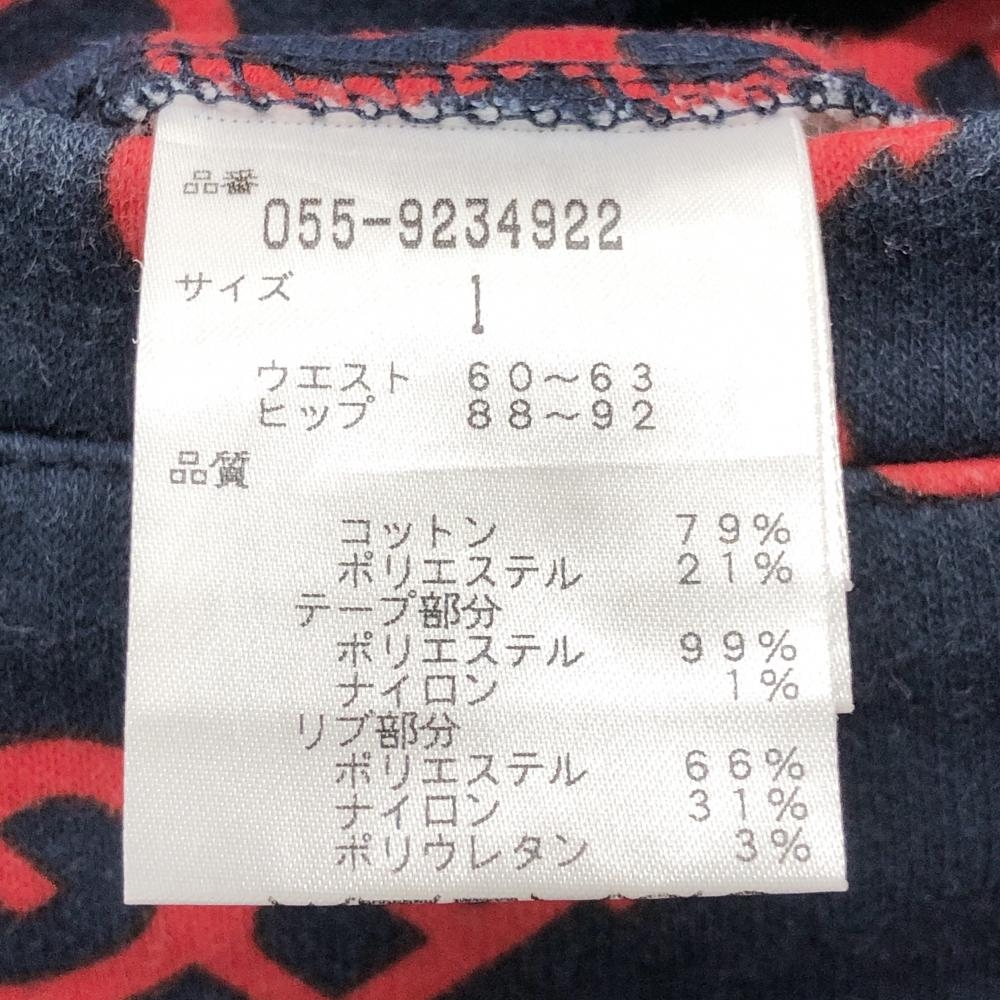 品番
055-9234922
サイズ 1
ウエスト 60〜63
ヒップ 88〜92
品質
コットン 79%
ポリエステル 21%
テープ部分
ポリエステル 99%
ナイロン 1%
リブ部分
ポリエステル 66%
ナイロン 31%
ポリウレタン 3%